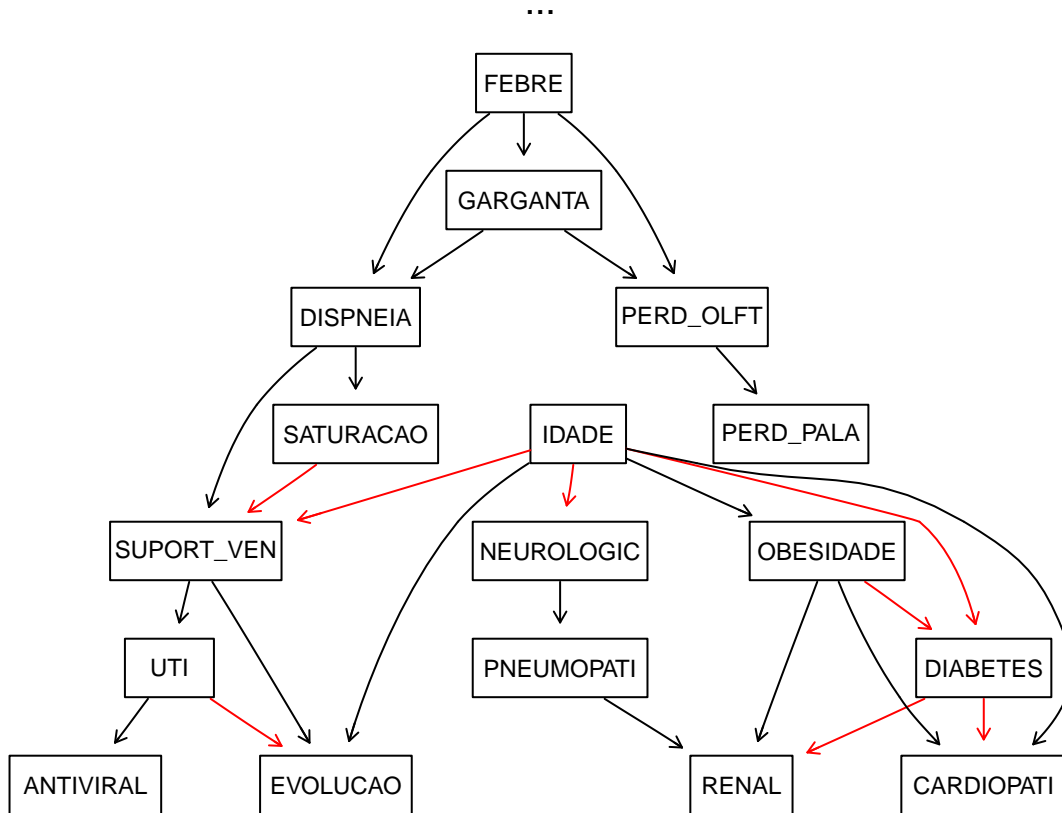 ...
FEBRE
GARGANTA
DISPNEIA
PERD_OLFT
SATURACAO
IDADE
PERD_PALA
SUPORT_VEN
NEUROLOGIC
OBESIDADE
UTI
PNEUMOPATI
DIABETES
ANTIVIRAL
EVOLUCAO
RENAL
CARDIOPATI